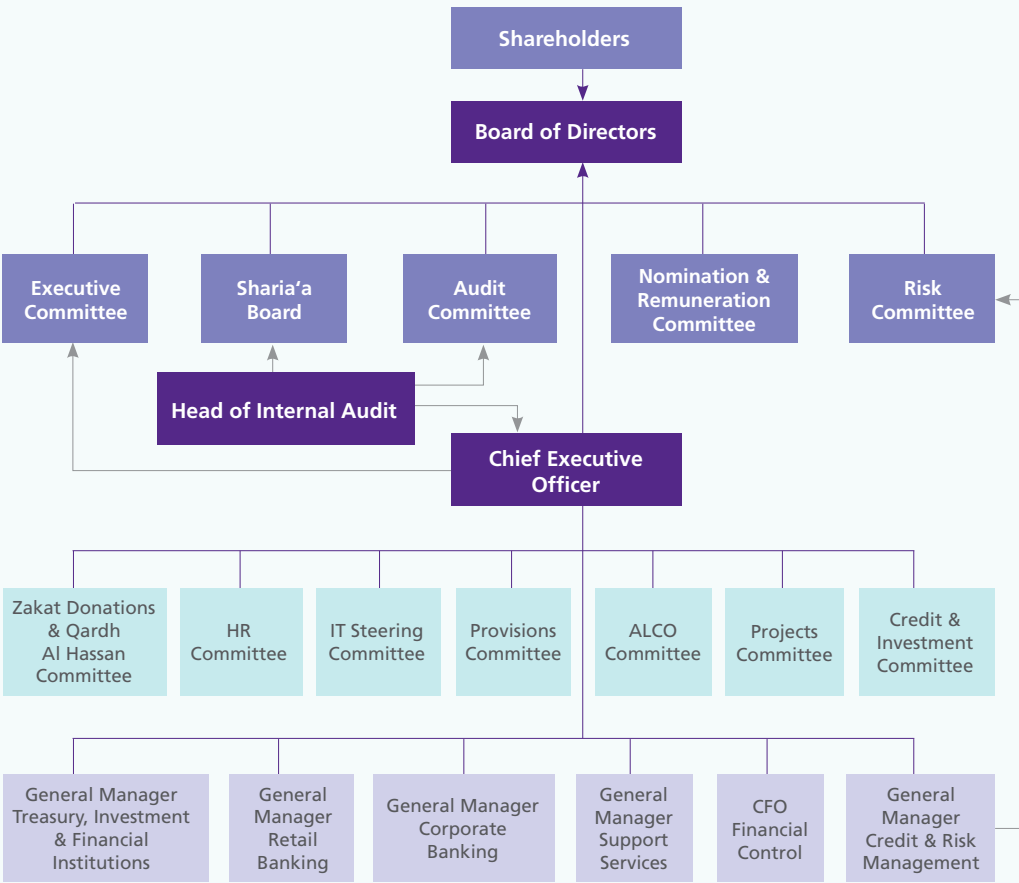 Shareholders
Board of Directors
Executive
Committee
Sharia‘a
Board
Audit
Committee
Nomination &
Remuneration
Committee
Risk
Committee
Head of Internal Audit
Chief Executive
Officer
Zakat Donations
& Qardh
Al Hassan
Committee
HR
Committee
IT Steering
Committee
Provisions
Committee
ALCO
Committee
Projects
Committee
Credit &
Investment
Committee
General Manager
Treasury, Investment
& Financial
Institutions
General
Manager
Retail
Banking
General Manager
Corporate
Banking
General
Manager
Support
Services
CFO
Financial
Control
General
Manager
Credit & Risk
Management